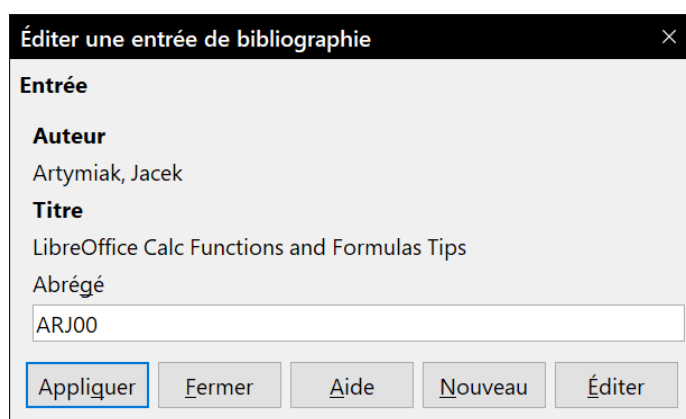 Éditer une entrée de bibliographie
Entrée
Auteur
Artymiak, Jacek
Titre
LibreOffice Calc Functions and Formulas Tips
Abrégé
ARJ00
Appliquer Fermer Aide Nouveau Éditer